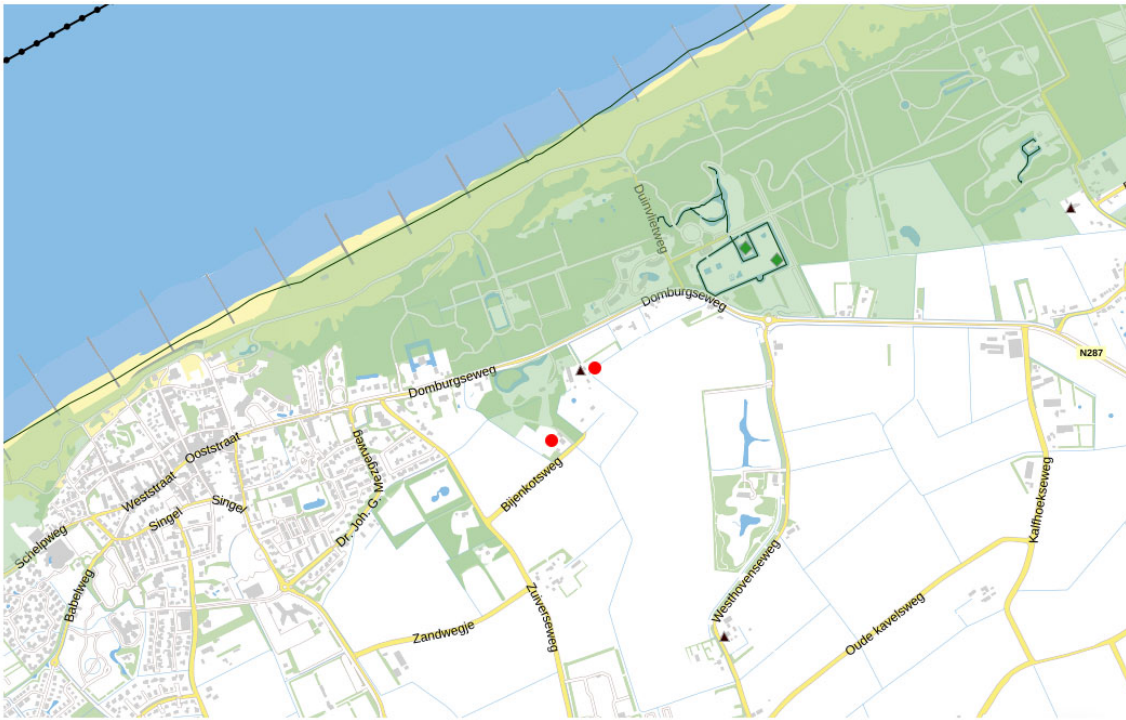 Duinvlietweg
Domburgseweg
N287
Domburgseweg
Ooststraat
Mezgerweg
Weststraat
Singel
Singel
Bijenkotsweg
Kalfhoekseweg
Schelpweg
Dr. Joh. G.
Babelweg
Zuiverseweg
Westhovenseweg
Zandwegje
Oude kavelsweg